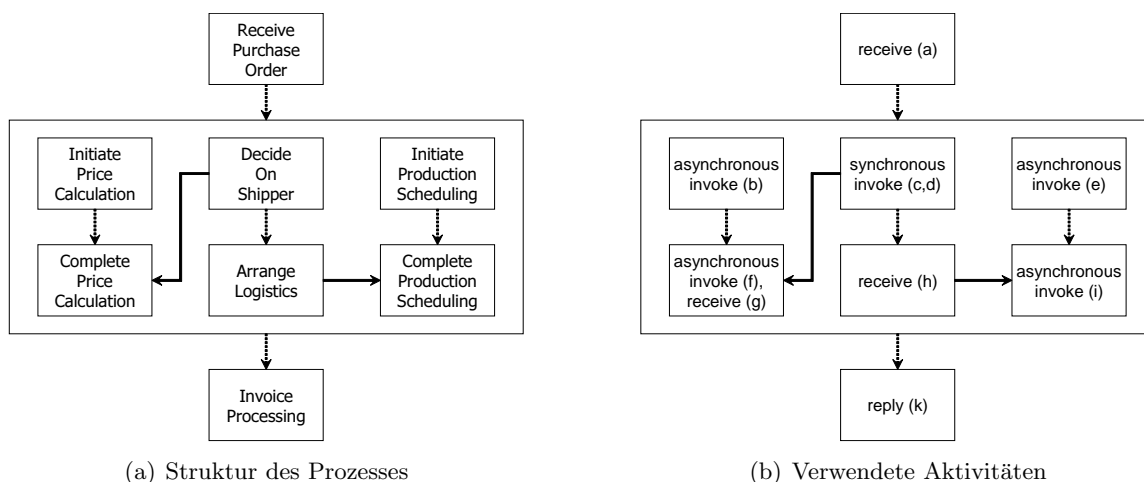 Receive
Purchase
Order
Initiate
Price
Calculation
Decide
On
Shipper
Initiate
Production
Scheduling
Complete
Price
Calculation
Arrange
Logistics
Complete
Production
Scheduling
Invoice
Processing
(a) Struktur des Prozesses
receive (a)
asynchronous
invoke (b)
synchronous
invoke (c,d)
asynchronous
invoke (e)
asynchronous
invoke (f),
receive (g)
receive (h)
asynchronous
invoke (i)
reply (k)
(b) Verwendete Aktivitäten